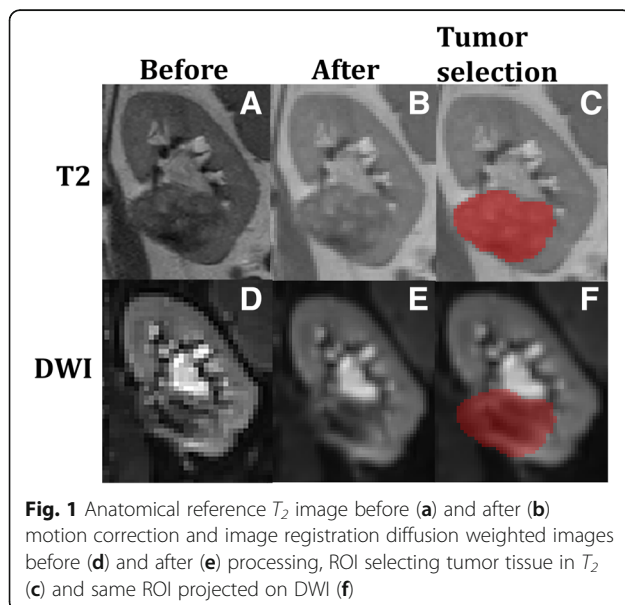 Before
After
Tumor
selection
T2
A
B
C
DWI
D
E
F
Fig. 1 Anatomical reference T2 image before (a) and after (b)
motion correction and image registration diffusion weighted images
before (d) and after (e) processing, ROI selecting tumor tissue in T2
(c) and same ROI projected on DWI (f)